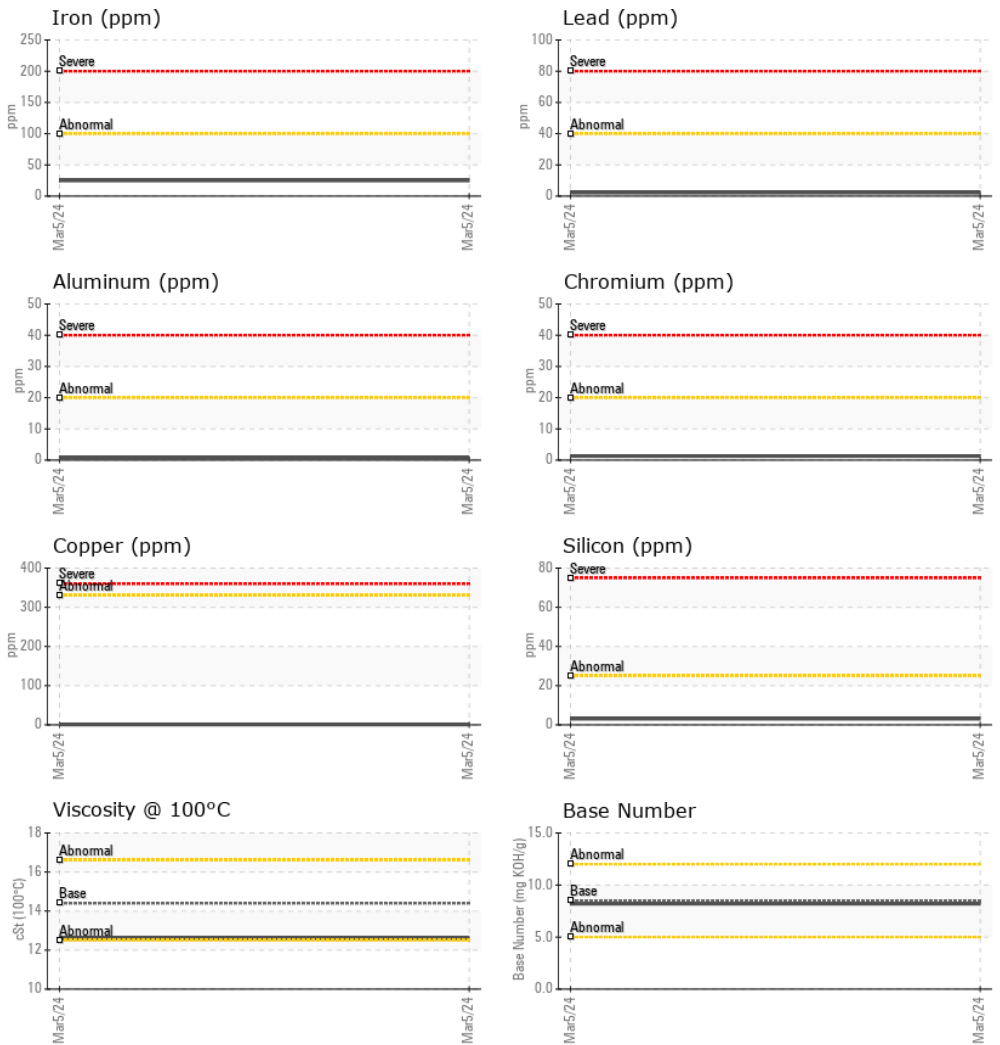 Iron (ppm)
250
200
150
100
50
0
ppm
Severe
Abnormal
Mar5/24
Mar5/24
Lead (ppm)
100
80
60
40
20
0
ppm
Severe
Abnormal
Mar5/24
Mar5/24
Aluminum (ppm)
50
40
30
20
10
0
ppm
Severe
Abnormal
Mar5/24
Mar5/24
Chromium (ppm)
50
40
30
20
10
0
ppm
Severe
Abnormal
Mar5/24
Mar5/24
Copper (ppm)
400
300
200
100
0
ppm
Severe
Abnormal
Mar5/24
Mar5/24
Silicon (ppm)
80
60
40
20
0
ppm
Severe
Abnormal
Mar5/24
Mar5/24
Viscosity @ 100°C
18
16
14
12
10
cSt (100°C)
Abnormal
Base
Abnormal
Mar5/24
Mar5/24
Base Number
15.0
10.0
5.0
0.0
Base Number (mg KOH/g)
Abnormal
Base
Abnormal
Mar5/24
Mar5/24